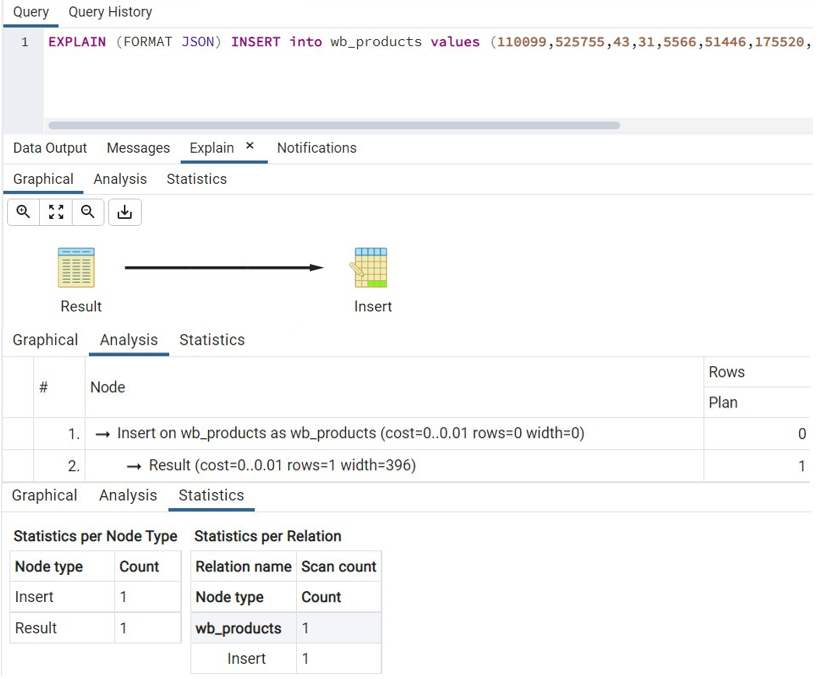 Query Query History
1 EXPLAIN (FORMAT JSON) INSERT into wb_products values (110099,525755,43,31,5566,51446,175520,
Data Output Messages Explain × Notifications
Graphical Analysis Statistics
Result Insert
Graphical Analysis Statistics
# Node Rows
Plan
1. → Insert on wb_products as wb_products (cost=0..0.01 rows=0 width=0) 0
2. → Result (cost=0..0.01 rows=1 width=396) 1
Graphical Analysis Statistics
Statistics per Node Type Statistics per Relation
Node type Count Relation name Scan count
Insert 1 Node type Count
Result 1 wb_products 1
Insert 1